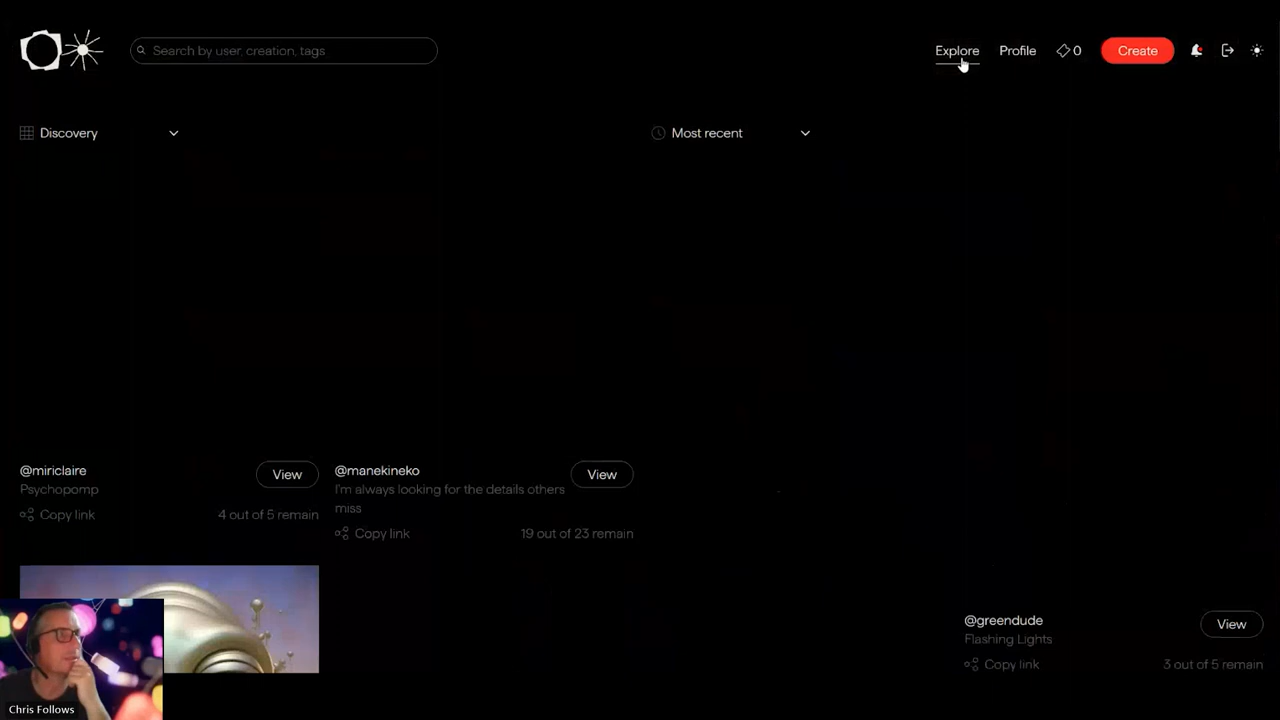 Search by user, creation, tags
Explore
Profile
0
Create
Discovery
Most recent
@miriclaire
View
Psychopomp
Copy link
4 out of 5 remain
@manekineko
View
I'm always looking for the details others
miss
Copy link
19 out of 23 remain
@greendude
View
Flashing Lights
Copy link
3 out of 5 remain
Chris Follows